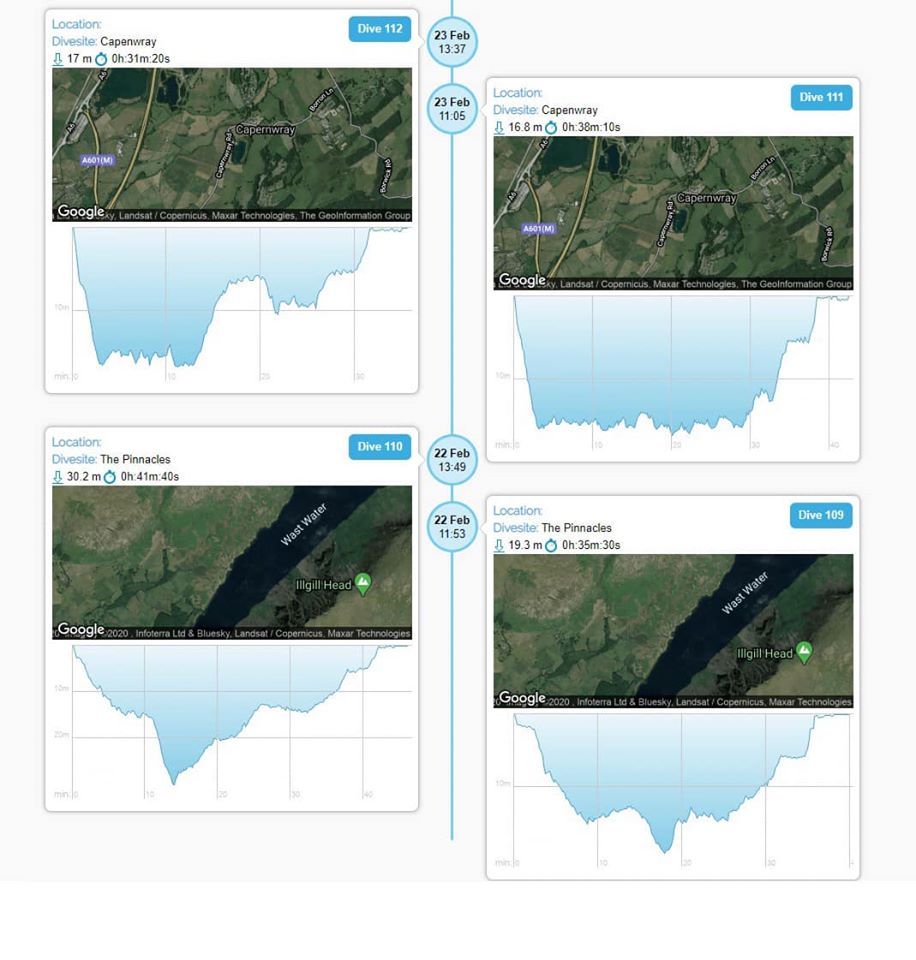 Location:
Dive 112
Divesite: Capenwray
17 m 0h:31m:20s
A6
A6
Borron Ln
Capernwray
Capernwray Rd
A601(M)
Borwick Rd
Google
, Landsat / Copernicus, Maxar Technologies, The GeoInformation Group
10m
min. 0 10 20 30
23 Feb
13:37
23 Feb
11:05
Location:
Dive 111
Divesite: Capenwray
16.8 m 0h:38m:10s
A6
A6
Borron Ln
Capernwray
Capernwray Rd
A601(M)
Borwick Rd
Google
, Landsat / Copernicus, Maxar Technologies, The GeoInformation Group
10m
min. 0 10 20 30 40
Location:
Dive 110
Divesite: The Pinnacles
30.2 m 0h:41m:40s
Wast Water
Illgill Head
Google
2020 , Infoterra Ltd & Bluesky, Landsat / Copernicus, Maxar Technologies
10m
20m
min. 0 10 20 30 40
22 Feb
13:49
22 Feb
11:53
Location:
Dive 109
Divesite: The Pinnacles
19.3 m 0h:35m:30s
Wast Water
Illgill Head
Google
2020 , Infoterra Ltd & Bluesky, Landsat / Copernicus, Maxar Technologies
10m
min. 0 10 20 30